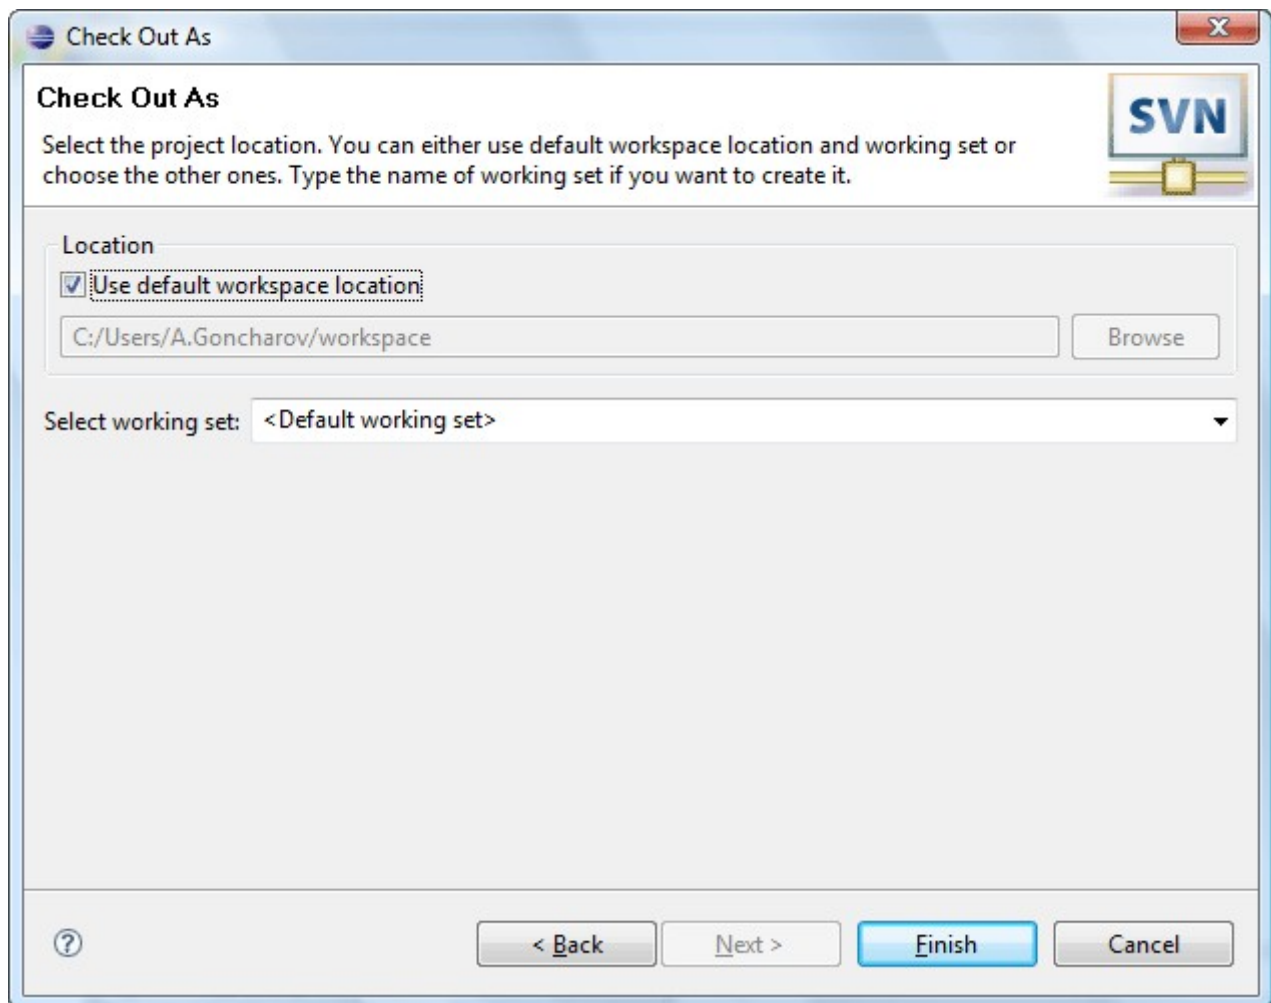 Check Out As
Check Out As
SVN
Select the project location. You can either use default workspace location and working set or
choose the other ones. Type the name of working set if you want to create it.
Location
Use default workspace location
C:/Users/A.Goncharov/workspace
Browse
Select working set: <Default working set>
? < Back Next > Finish Cancel